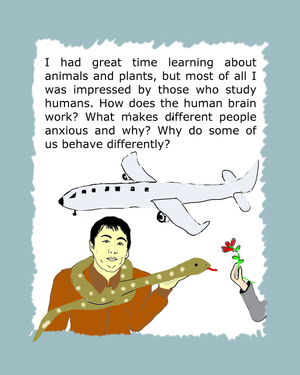 I had great time learning about
animals and plants, but most of all I
was impressed by those who study
humans. How does the human brain
work? What makes different people
anxious and why? Why do some of
us behave differently?